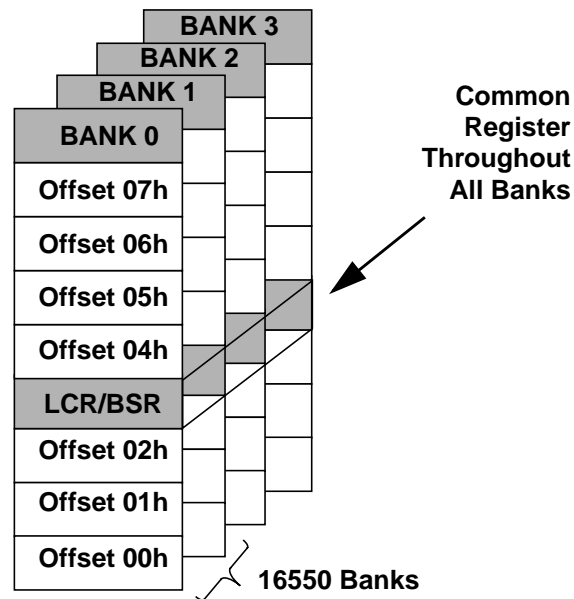 BANK 3
BANK 2
BANK 1
BANK 0
Common
Register
Throughout
All Banks
Offset 07h
Offset 06h
Offset 05h
Offset 04h
LCR/BSR
Offset 02h
Offset 01h
Offset 00h
16550 Banks